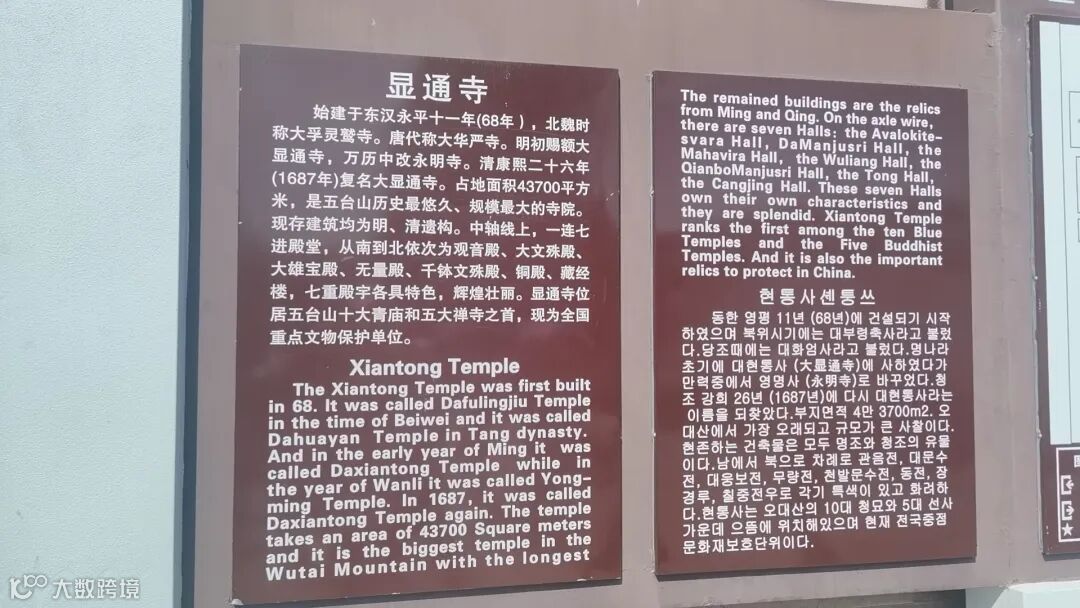 显通寺
始建于东汉永平十一年(68年），北魏时
称大孚灵鹫寺。唐代称大华严寺。明初赐额大
显通寺，万历中改永明寺。清康熙二十六年
(1687年)复名大显通寺。占地面积43700平方
米，是五台山历史最悠久、规模最大的寺院。
现存建筑均为明、清遗构。中轴线上，一连七
进殿堂，从南到北依次为观音殿、大文殊殿、
大雄宝殿、无量殿、千钵文殊殿、铜殿、藏经
楼，七重殿宇各具特色，辉煌壮丽。显通寺位
居五台山十大青庙和五大禅寺之首，现为全国
重点文物保护单位。
Xiantong Temple
The Xiantong Temple was first built
in 68. It was called Dafulingjiu Temple
in the time of Beiwei and it was called
Dahuayan Temple in Tang dynasty.
And in the early year of Ming it was
called Daxiantong Temple while in
the year of Wanli it was called Yong-
ming Temple. In 1687, it was called
Daxiantong Temple again. The temple
takes an area of 43700 Square meters
and it is the biggest temple in the
Wutai Mountain with the longest
The remained buildings are the relics
from Ming and Qing. On the axle wire,
there are seven Halls: the Avalokite-
svara Hall, DaManjusri Hall, the
Mahavira Hall, the Wuliang Hall, the
QianboManjusri Hall, the Tong Hall,
the Cangjing Hall. These seven Halls
own their own characteristics and
they are splendid. Xiantong Temple
ranks the first among the ten Blue
Temples and the Five Buddhist
Temples. And it is also the important
relics to protect in China.
현통사센통쓰
동한 영평 11년 (68년)에 건설되기 시작
하였으며 북위시기에는 대부령축사라고 불렀
다.당조때에는 대화엄사라고 불렀다.명나라
초기에 대현통사 (大显通寺)에 사하였다가
만력중에서 영명사 (永明寺)로 바꾸었다.청
조 강희 26년 (1687년)에 다시 대현통사라는
이름을 되찾았다.부지면적 4만 3700m2. 오
대산에서 가장 오래되고 규모가 큰 사찰이다.
현존하는 건축물은 모두 명조와 청조의 유물
이다.남에서 북으로 차례로 관음전, 대문수
전, 대웅보전, 무량전, 천발문수전, 동전, 장
경루, 칠중전우로 각기 특색이 있고 화려하
다.현통사는 오대산의 10대 청묘와 5대 선사
가운데 으뜸에 위치해있으며 현재 전국중점
문화재보호단위이다.
大数跨境